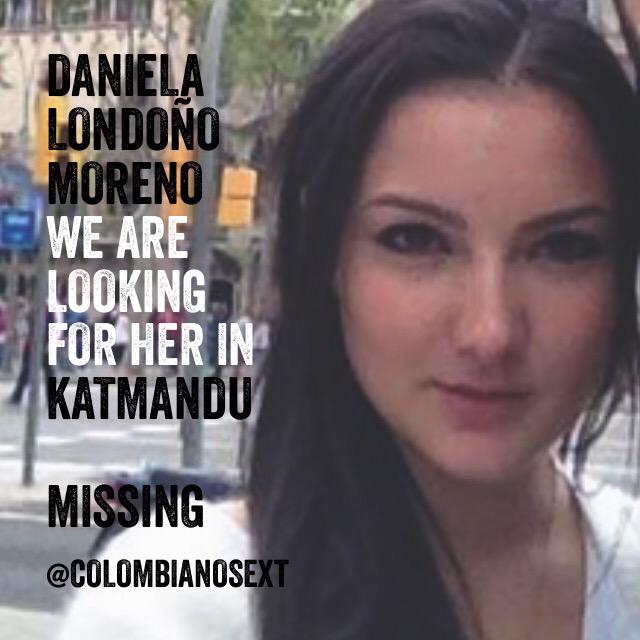 DANIELA
LONDOÑO
MORENO
WE ARE
LOOKING
FOR HER IN
KATMANDU
MISSING
@COLOMBIANOSEXT